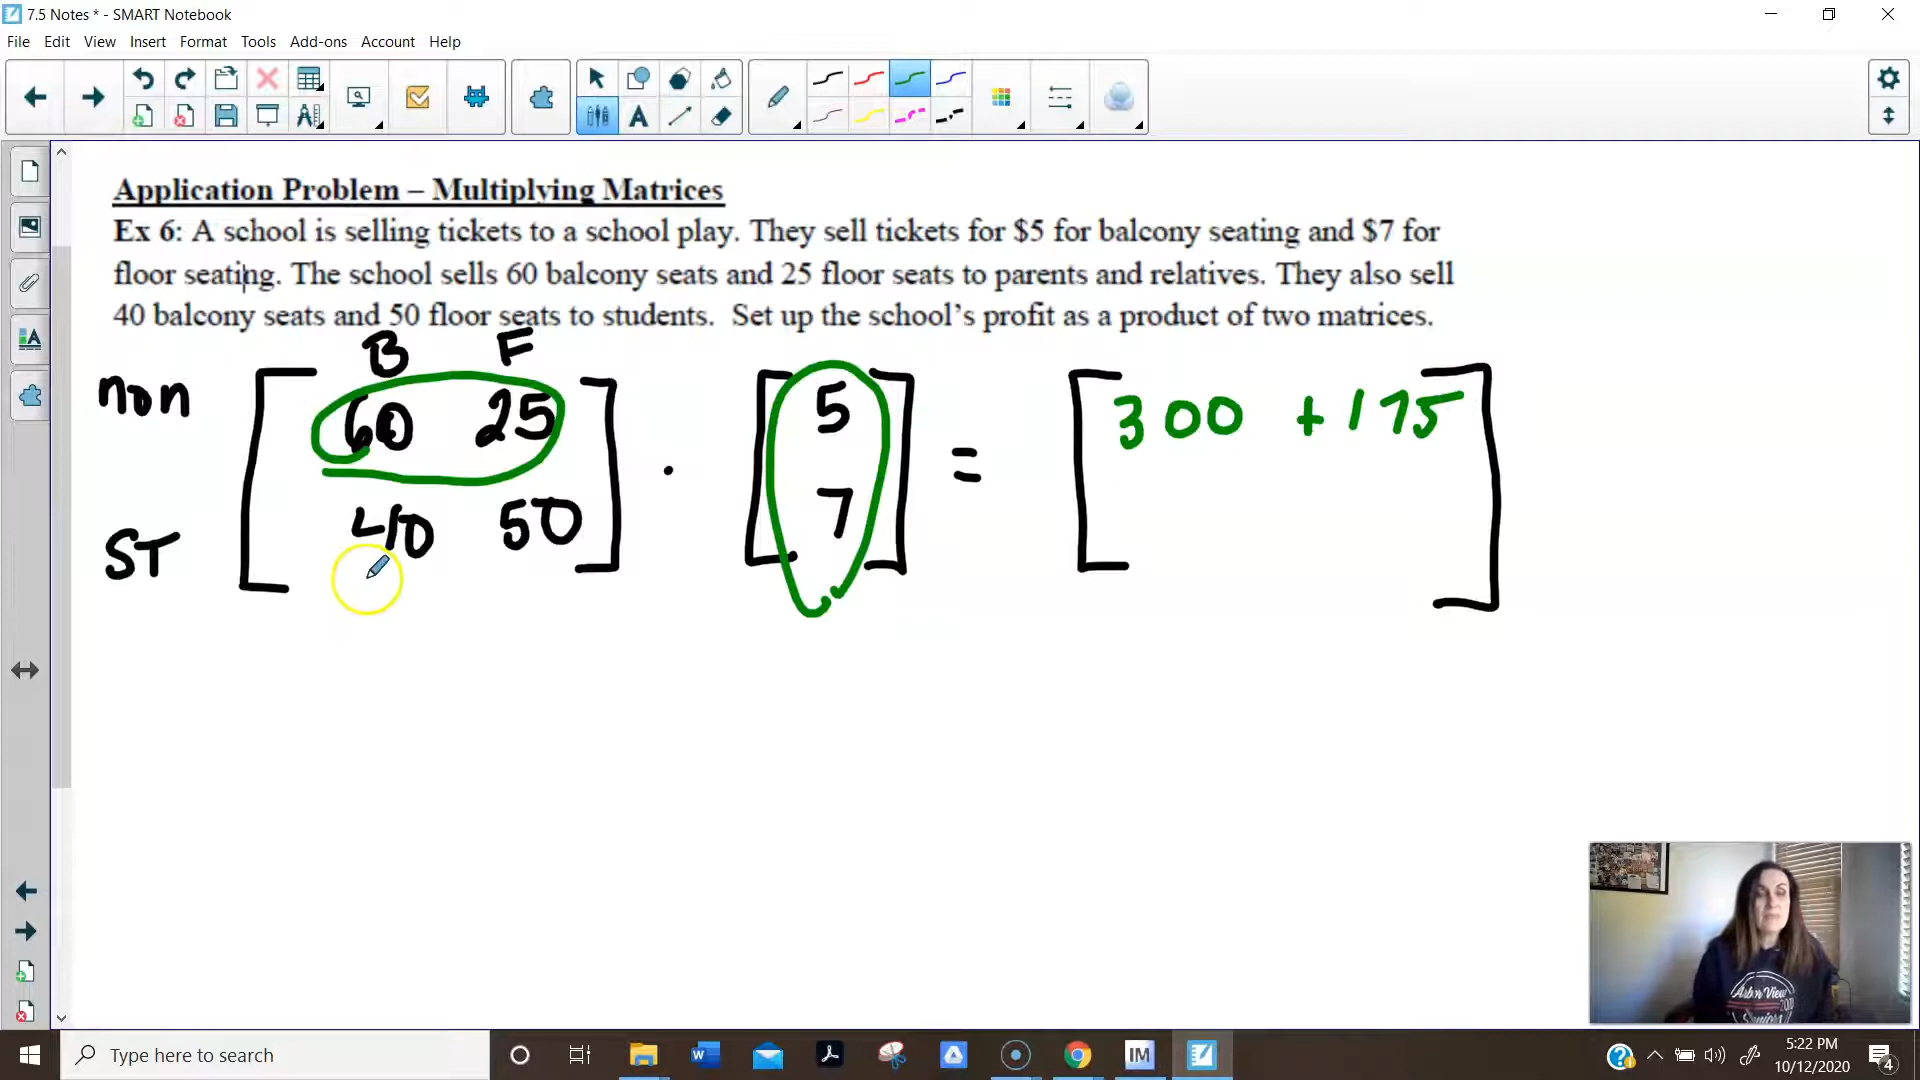 7.5 Notes * - SMART Notebook
File Edit View Insert Format Tools Add-ons Account Help
Application Problem – Multiplying Matrices
Ex 6: A school is selling tickets to a school play. They sell tickets for $5 for balcony seating and $7 for
floor seating. The school sells 60 balcony seats and 25 floor seats to parents and relatives. They also sell
40 balcony seats and 50 floor seats to students. Set up the school's profit as a product of two matrices.
B F
non 60 25 5 300 + 175
· =
ST 40 50 7
Arbor View
Seniors
Type here to search
W
IM
5:22 PM
10/12/2020
4